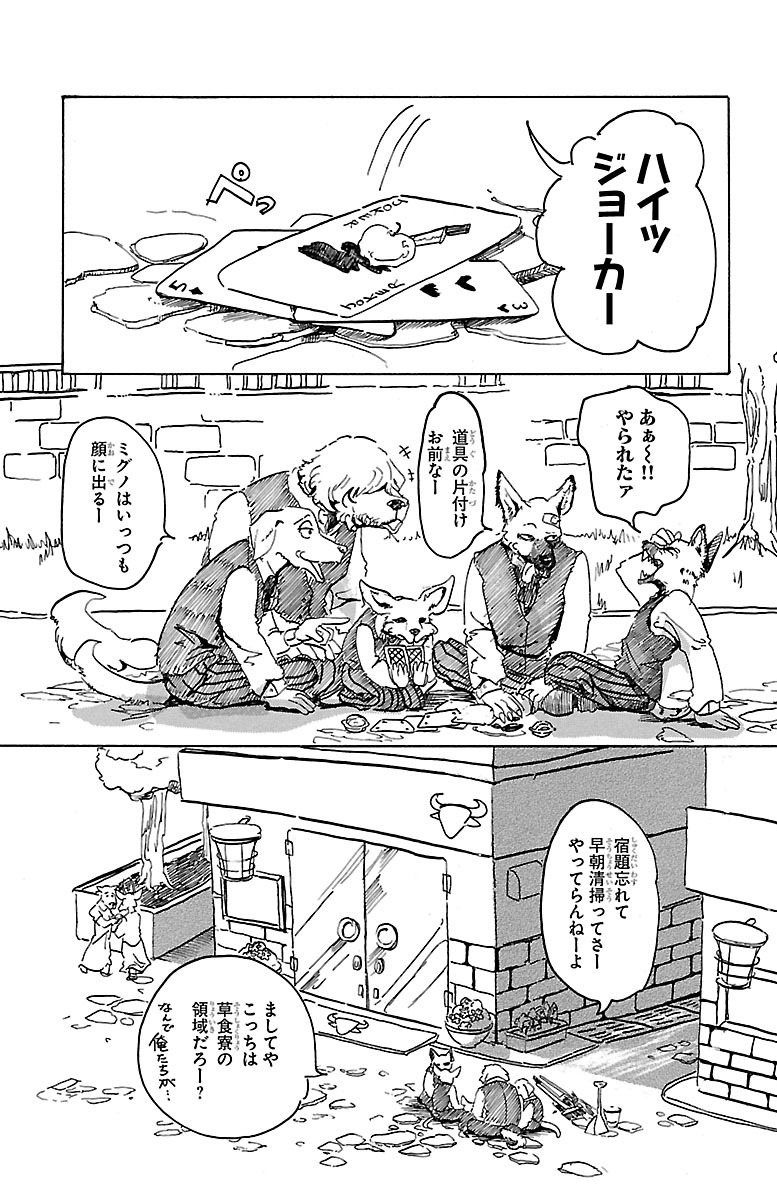 ハイッ
ジョーカー
ペっ
JOKER
JOKER
5
3
あぁ〜!!
やられたァ
道具の片付け
お前なー
ミグノはいっつも
顔に出るー
宿題忘れて
早朝清掃ってさー
やってらんねーよ
ましてや
こっちは
草食寮の
領域だろー?
なんで
俺たちが…